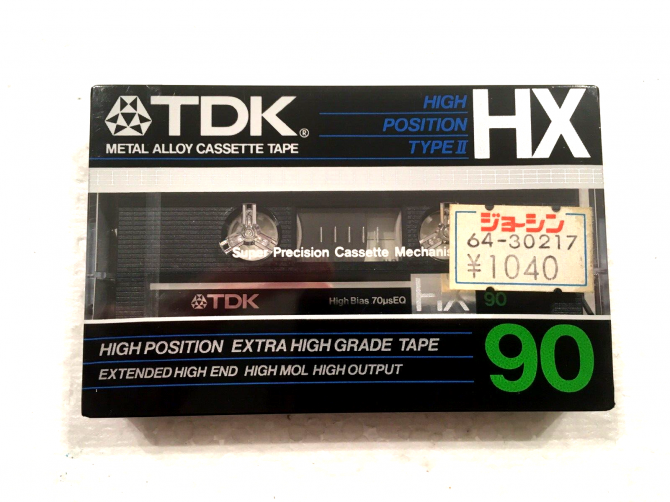 TDK®
METAL ALLOY CASSETTE TAPE
HIGH
POSITION
TYPE II
HX
Super Precision Cassette Mechanis
ジョーシン
64-30217
¥1040
TDK
High Bias 70μsEQ
HX
90
HIGH POSITION EXTRA HIGH GRADE TAPE
EXTENDED HIGH END HIGH MOL HIGH OUTPUT
90